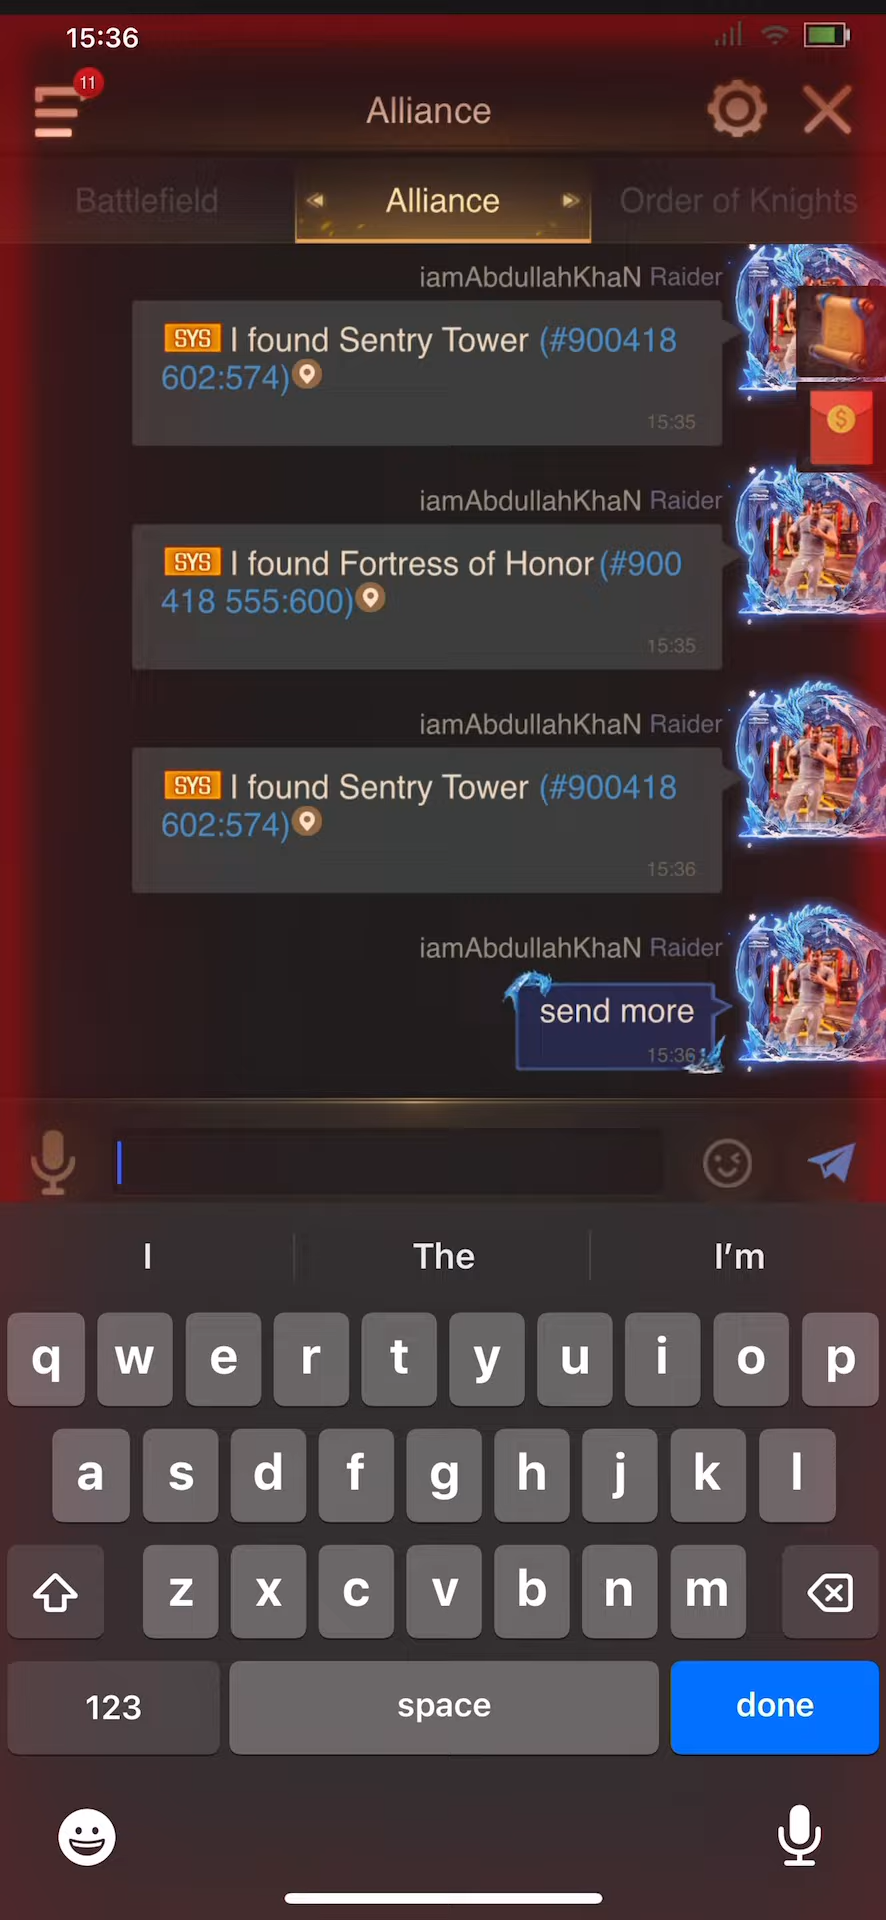 15:36
11
Alliance
Battlefield
Alliance
Order of Knights
iamAbdullahKhaN Raider
SYS I found Sentry Tower (#900418
602:574)
15:35
iamAbdullahKhaN Raider
SYS I found Fortress of Honor (#900
418 555:600)
15:35
iamAbdullahKhaN Raider
SYS I found Sentry Tower (#900418
602:574)
15:36
iamAbdullahKhaN Raider
send more
15:36
I The I'm
q w e r t y u i o p
a s d f g h j k l
z x c v b n m
123 space done